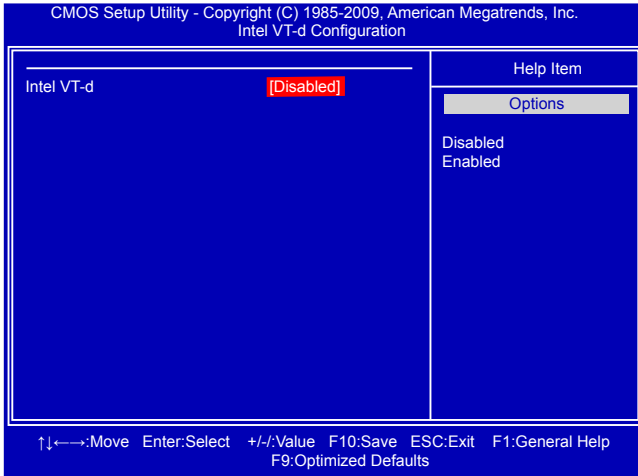 CMOS Setup Utility - Copyright (C) 1985-2009, American Megatrends, Inc.
Intel VT-d Configuration
Help Item
Intel VT-d [Disabled]
Options
Disabled
Enabled
↑↓←→:Move Enter:Select +/-/:Value F10:Save ESC:Exit F1:General Help
F9:Optimized Defaults